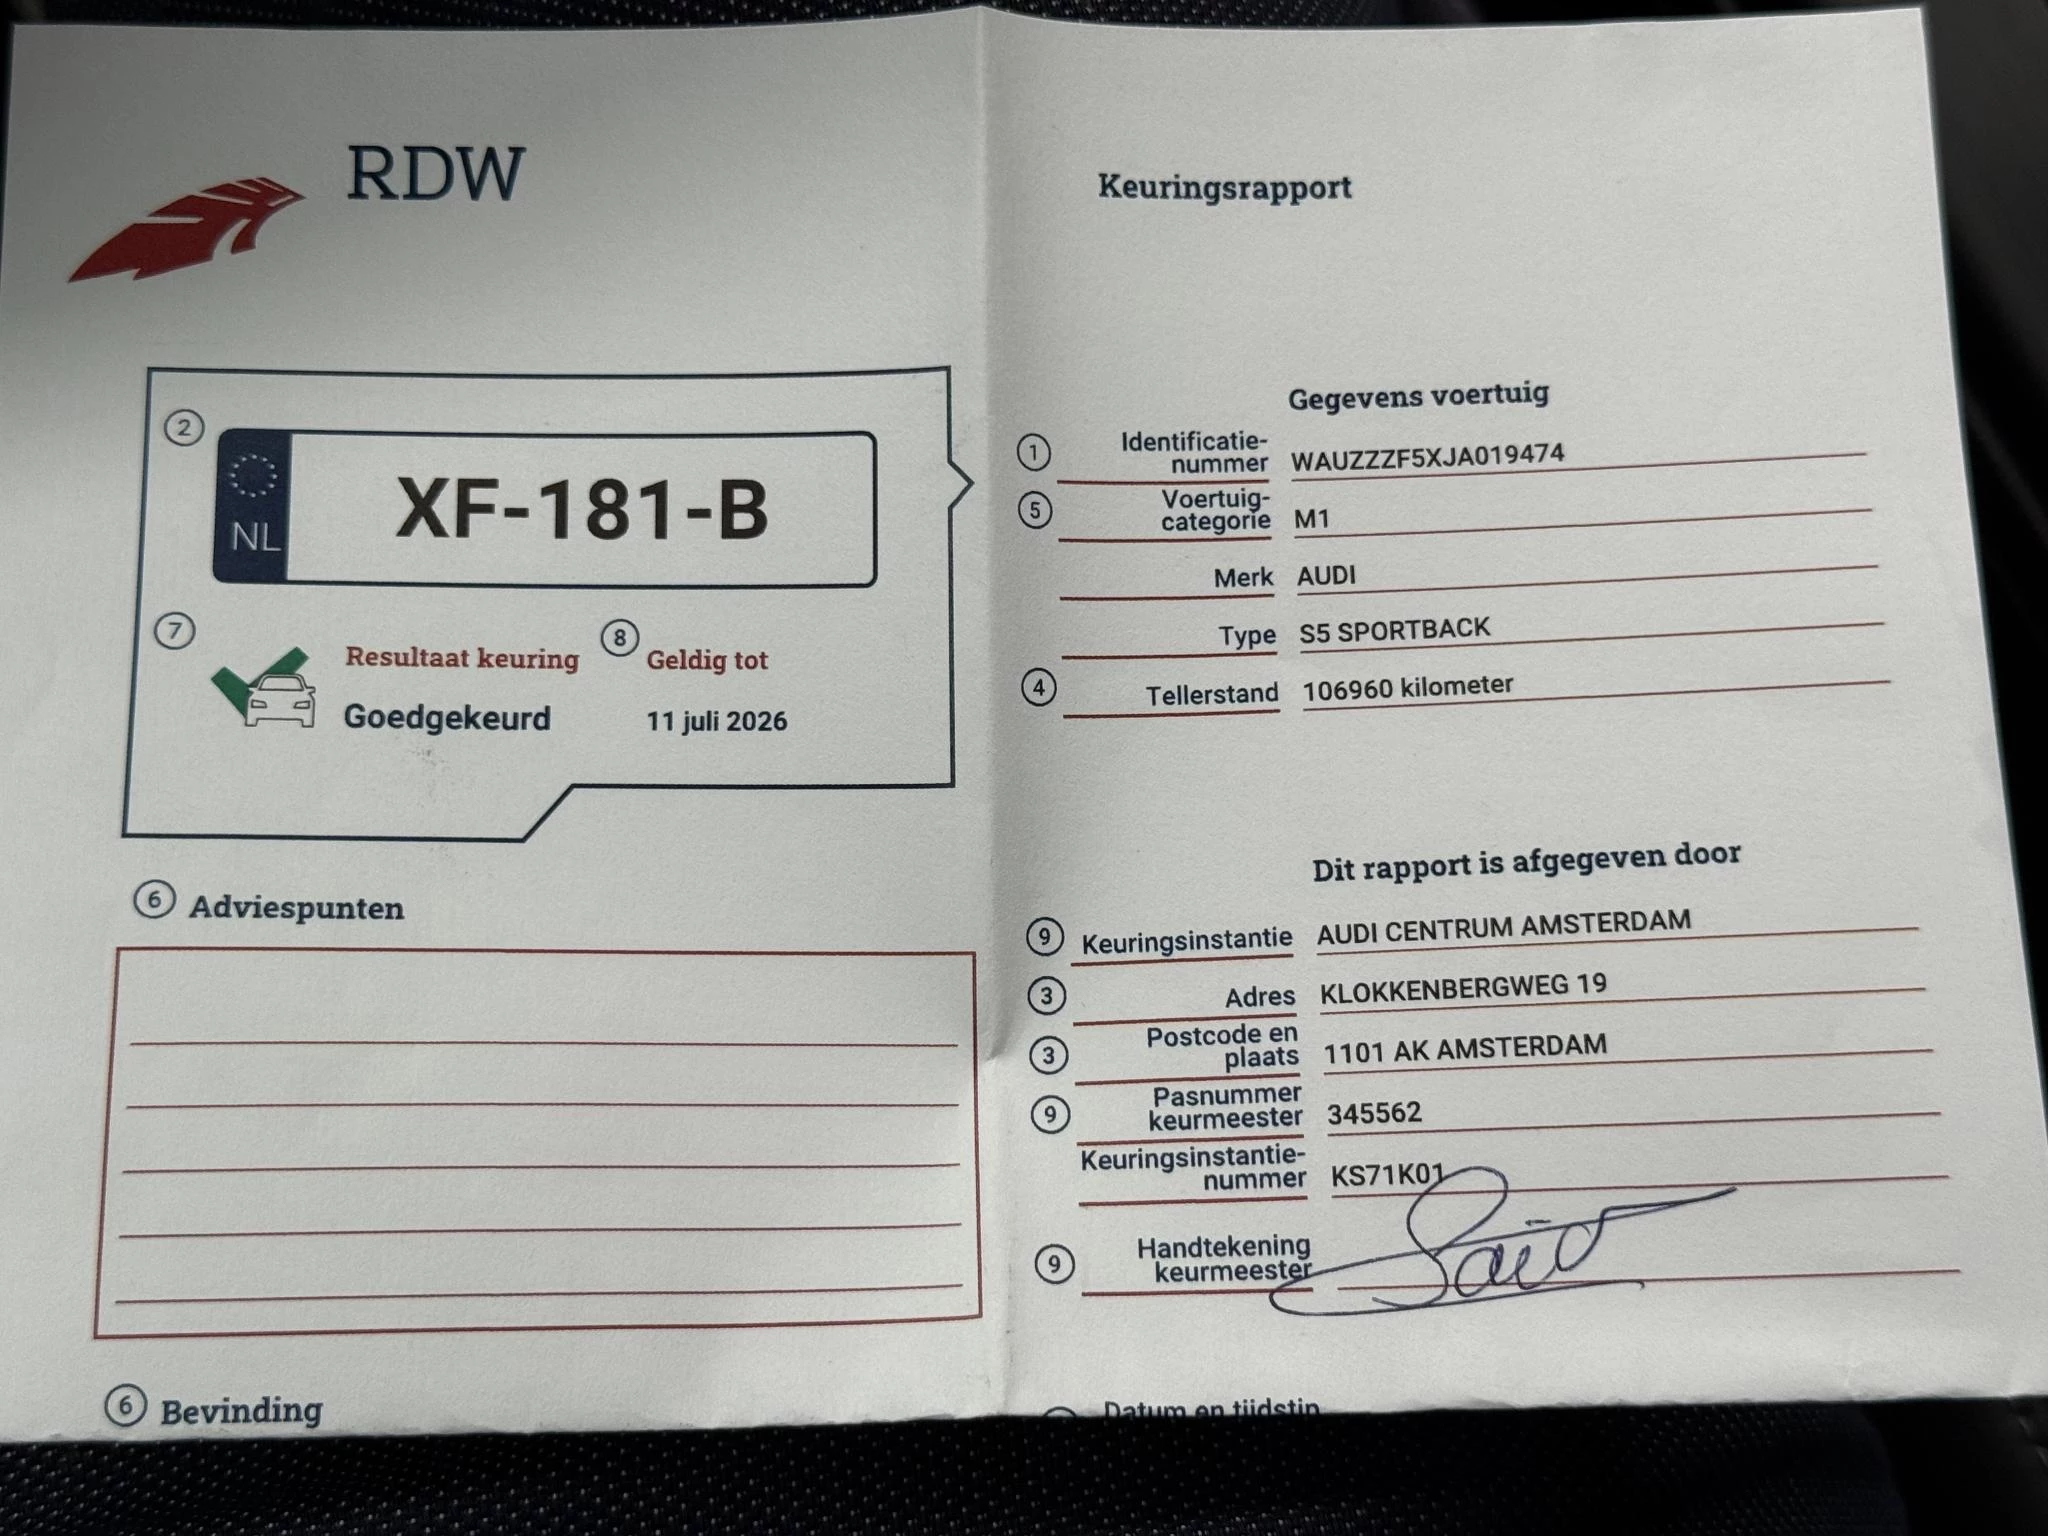 RDW
Keuringsrapport
2
NL
XF-181-B
7
Resultaat keuring
Goedgekeurd
8
Geldig tot
11 juli 2026
6 Adviespunten
6 Bevinding
Gegevens voertuig
1 Identificatie-
nummer WAUZZZF5XJA019474
5 Voertuig-
categorie M1
Merk AUDI
Type S5 SPORTBACK
4 Tellerstand 106960 kilometer
Dit rapport is afgegeven door
9 Keuringsinstantie AUDI CENTRUM AMSTERDAM
3 Adres KLOKKENBERGWEG 19
3 Postcode en
plaats 1101 AK AMSTERDAM
9 Pasnummer
keurmeester 345562
Keuringsinstantie-
nummer KS71K01
9 Handtekening
keurmeester
Datum en tijdstip